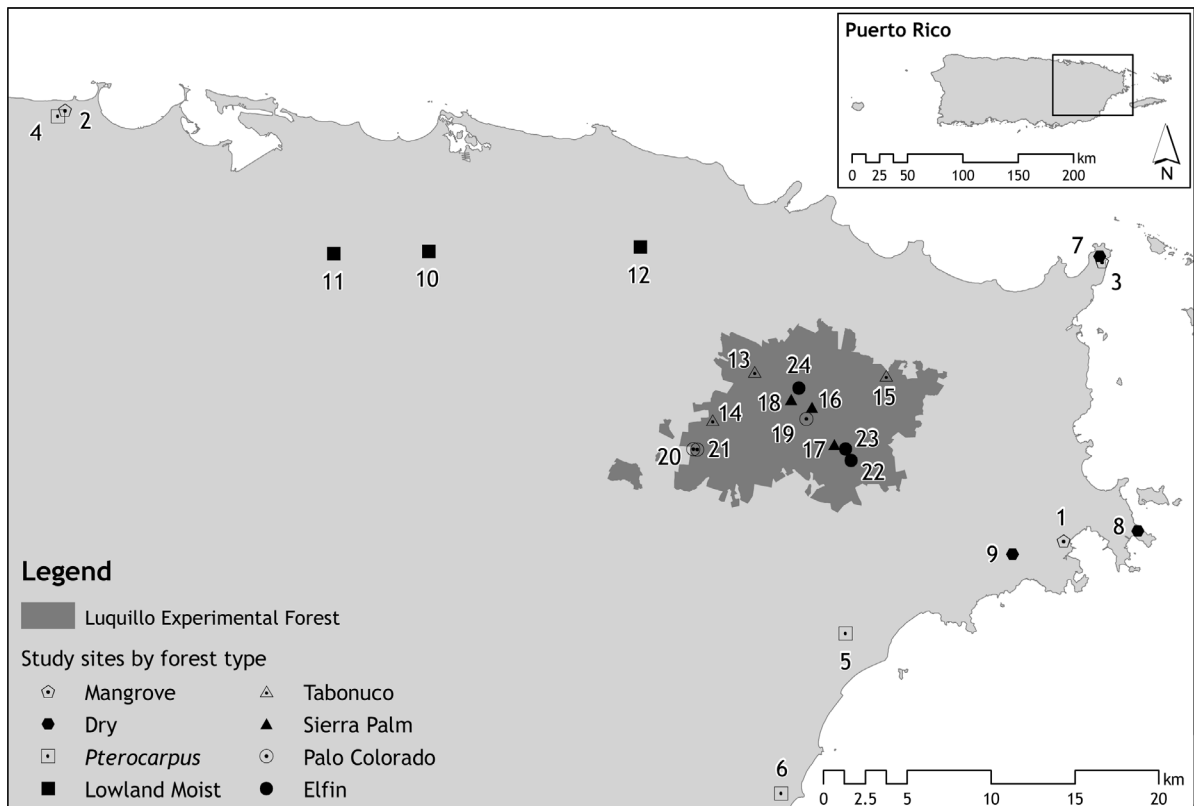 Puerto Rico
km
0 25 50 100 150 200
N
4 2
7
3
11 10 12
13 24
18 16 15
14 19
20 21 17 23
22
1 8
9
5
6
Legend
Luquillo Experimental Forest
Study sites by forest type
Mangrove Tabonuco
Dry Sierra Palm
Pterocarpus Palo Colorado
Lowland Moist Elfin
km
0 2.5 5 10 15 20